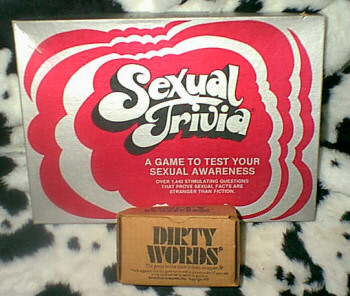 Sexual
Trivia®
A GAME TO TEST YOUR
SEXUAL AWARENESS
OVER 1,440 STIMULATING QUESTIONS
THAT PROVE SEXUAL FACTS ARE
STRANGER THAN FICTION.
DIRTY
WORDS®